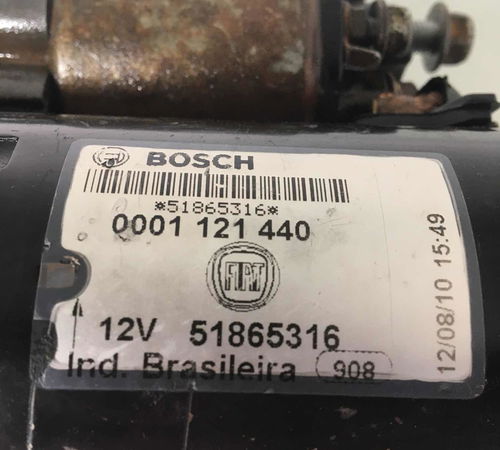 BOSCH
*51865316*
0001 121 440
FIAT
12V 51865316
Ind. Brasileira 908
12/08/10 15:49